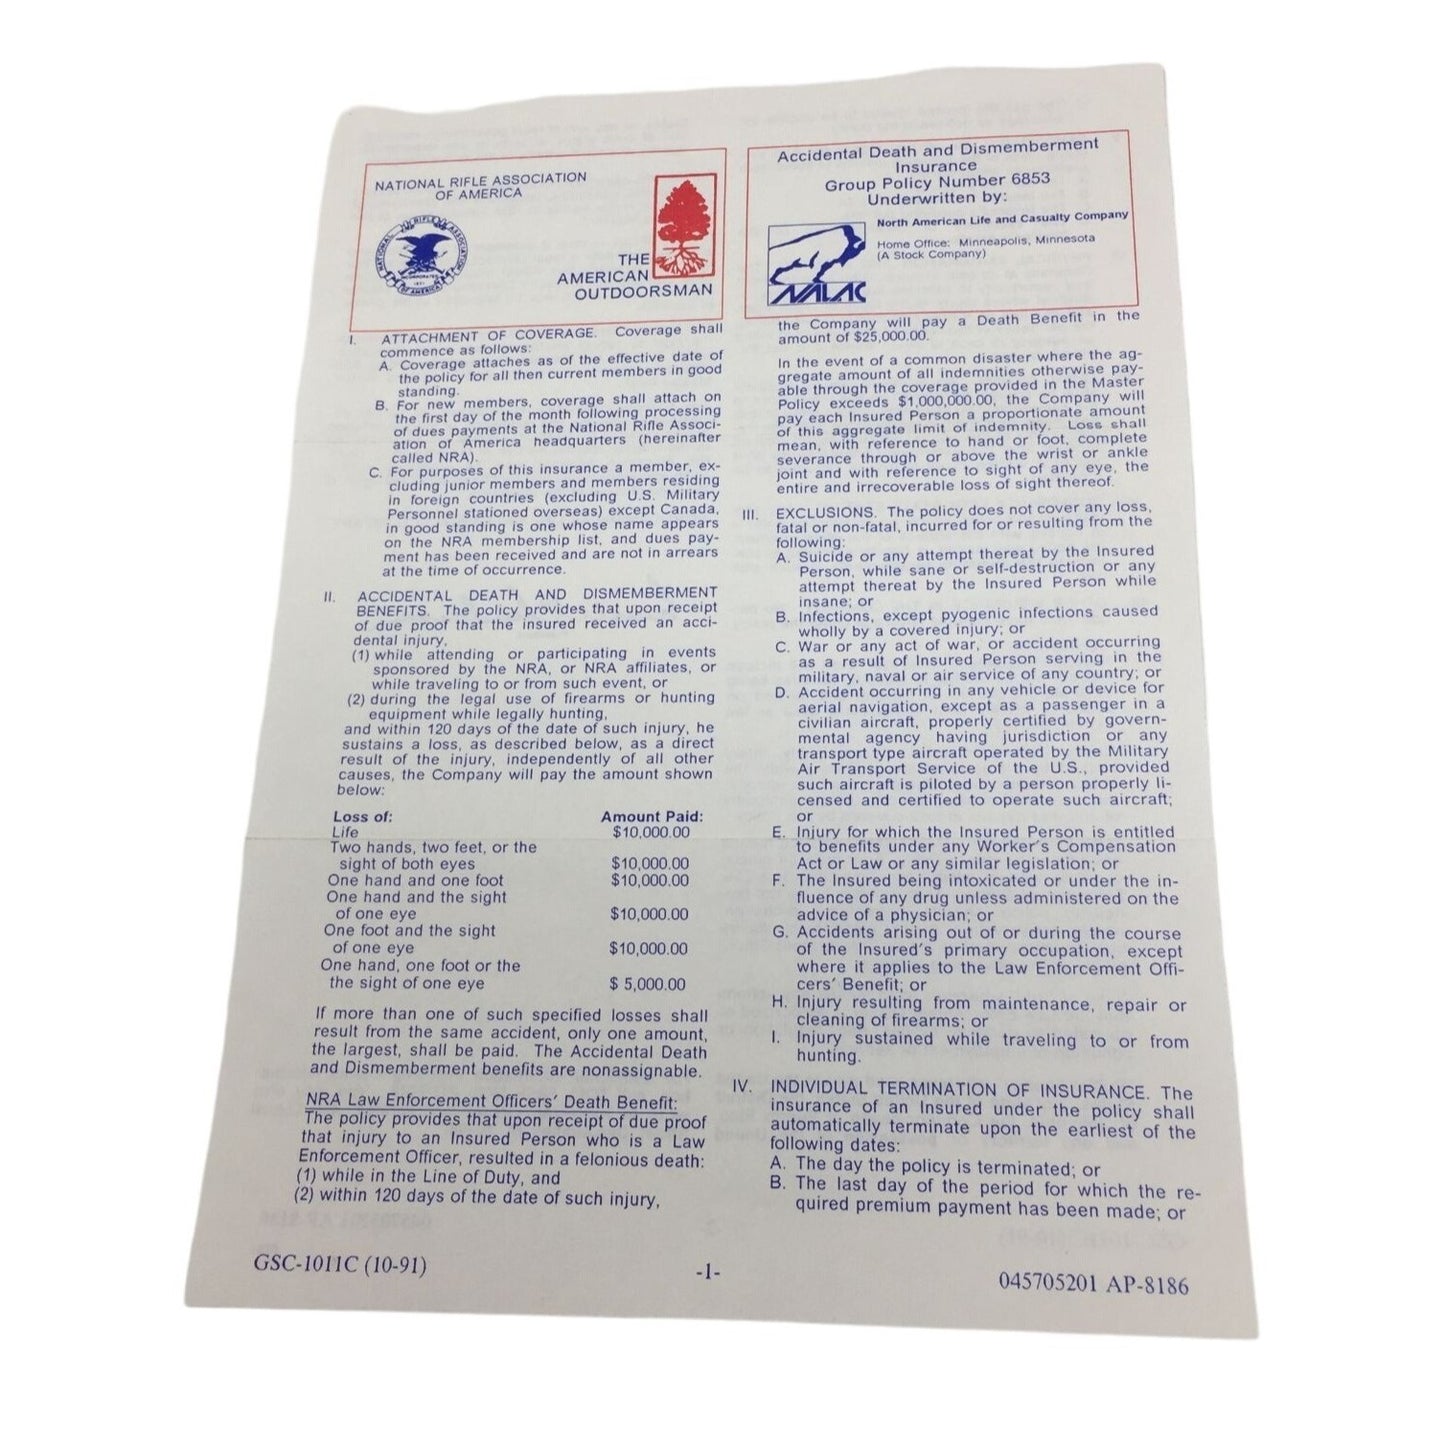 NATIONAL RIFLE ASSOCIATION
OF AMERICA
NATIONAL RIFLE ASSOCIATION
INCORPORATED
1871
OF AMERICA
THE
AMERICAN
OUTDOORSMAN
I. ATTACHMENT OF COVERAGE. Coverage shall
commence as follows:
A. Coverage attaches as of the effective date of
the policy for all then current members in good
standing.
B. For new members, coverage shall attach on
the first day of the month following processing
of dues payments at the National Rifle Associ-
ation of America headquarters (hereinafter
called NRA).
C. For purposes of this insurance a member, ex-
cluding junior members and members residing
in foreign countries (excluding U.S. Military
Personnel stationed overseas) except Canada,
in good standing is one whose name appears
on the NRA membership list, and dues pay-
ment has been received and are not in arrears
at the time of occurrence.
II. ACCIDENTAL DEATH AND DISMEMBERMENT
BENEFITS. The policy provides that upon receipt
of due proof that the insured received an acci-
dental injury,
(1) while attending or participating in events
sponsored by the NRA, or NRA affiliates, or
while traveling to or from such event, or
(2) during the legal use of firearms or hunting
equipment while legally hunting,
and within 120 days of the date of such injury, he
sustains a loss, as described below, as a direct
result of the injury, independently of all other
causes, the Company will pay the amount shown
below:
Loss of: Amount Paid:
Life $10,000.00
Two hands, two feet, or the
sight of both eyes $10,000.00
One hand and one foot $10,000.00
One hand and the sight
of one eye $10,000.00
One foot and the sight
of one eye $10,000.00
One hand, one foot or the
the sight of one eye $ 5,000.00
If more than one of such specified losses shall
result from the same accident, only one amount,
the largest, shall be paid. The Accidental Death
and Dismemberment benefits are nonassignable.
NRA Law Enforcement Officers' Death Benefit:
The policy provides that upon receipt of due proof
that injury to an Insured Person who is a Law
Enforcement Officer, resulted in a felonious death:
(1) while in the Line of Duty, and
(2) within 120 days of the date of such injury,
Accidental Death and Dismemberment
Insurance
Group Policy Number 6853
Underwritten by:
North American Life and Casualty Company
Home Office: Minneapolis, Minnesota
(A Stock Company)
NALAC
the Company will pay a Death Benefit in the
amount of $25,000.00.
In the event of a common disaster where the ag-
gregate amount of all indemnities otherwise pay-
able through the coverage provided in the Master
Policy exceeds $1,000,000.00, the Company will
pay each Insured Person a proportionate amount
of this aggregate limit of indemnity. Loss shall
mean, with reference to hand or foot, complete
severance through or above the wrist or ankle
joint and with reference to sight of any eye, the
entire and irrecoverable loss of sight thereof.
III. EXCLUSIONS. The policy does not cover any loss,
fatal or non-fatal, incurred for or resulting from the
following:
A. Suicide or any attempt thereat by the Insured
Person, while sane or self-destruction or any
attempt thereat by the Insured Person while
insane; or
B. Infections, except pyogenic infections caused
wholly by a covered injury; or
C. War or any act of war, or accident occurring
as a result of Insured Person serving in the
military, naval or air service of any country; or
D. Accident occurring in any vehicle or device for
aerial navigation, except as a passenger in a
civilian aircraft, properly certified by govern-
mental agency having jurisdiction or any
transport type aircraft operated by the Military
Air Transport Service of the U.S., provided
such aircraft is piloted by a person properly li-
censed and certified to operate such aircraft;
or
E. Injury for which the Insured Person is entitled
to benefits under any Worker's Compensation
Act or Law or any similar legislation; or
F. The Insured being intoxicated or under the in-
fluence of any drug unless administered on the
advice of a physician; or
G. Accidents arising out of or during the course
of the Insured's primary occupation, except
where it applies to the Law Enforcement Offi-
cers' Benefit; or
H. Injury resulting from maintenance, repair or
cleaning of firearms; or
I. Injury sustained while traveling to or from
hunting.
IV. INDIVIDUAL TERMINATION OF INSURANCE. The
insurance of an Insured under the policy shall
automatically terminate upon the earliest of the
following dates:
A. The day the policy is terminated; or
B. The last day of the period for which the re-
quired premium payment has been made; or
GSC-1011C (10-91)
-1-
045705201 AP-8186